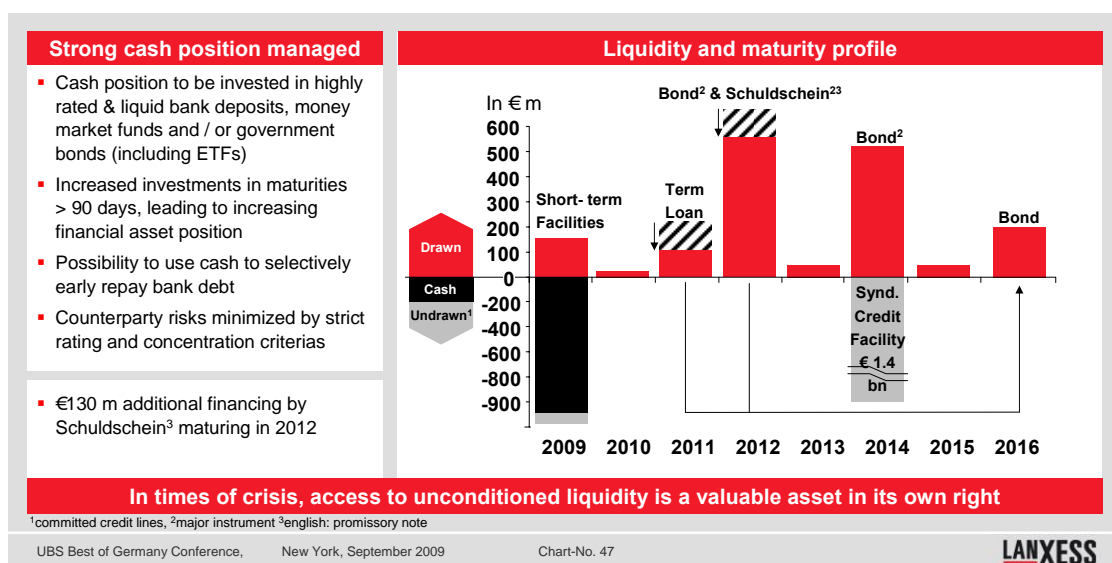 Strong cash position managed
▪ Cash position to be invested in highly
rated & liquid bank deposits, money
market funds and / or government
bonds (including ETFs)
▪ Increased investments in maturities
> 90 days, leading to increasing
financial asset position
▪ Possibility to use cash to selectively
early repay bank debt
▪ Counterparty risks minimized by strict
rating and concentration criterias
▪ €130 m additional financing by
Schuldschein³ maturing in 2012
Liquidity and maturity profile
In € m
Bond² & Schuldschein²³
600
500
400
300
200
100
0
-200
-400
-600
-800
-900
Drawn
Cash
Undrawn¹
Short- term
Facilities
Term
Loan
Bond²
Bond
Synd.
Credit
Facility
€ 1.4
bn
2009 2010 2011 2012 2013 2014 2015 2016
In times of crisis, access to unconditioned liquidity is a valuable asset in its own right
¹committed credit lines, ²major instrument ³english: promissory note
UBS Best of Germany Conference, New York, September 2009 Chart-No. 47
LANXESS